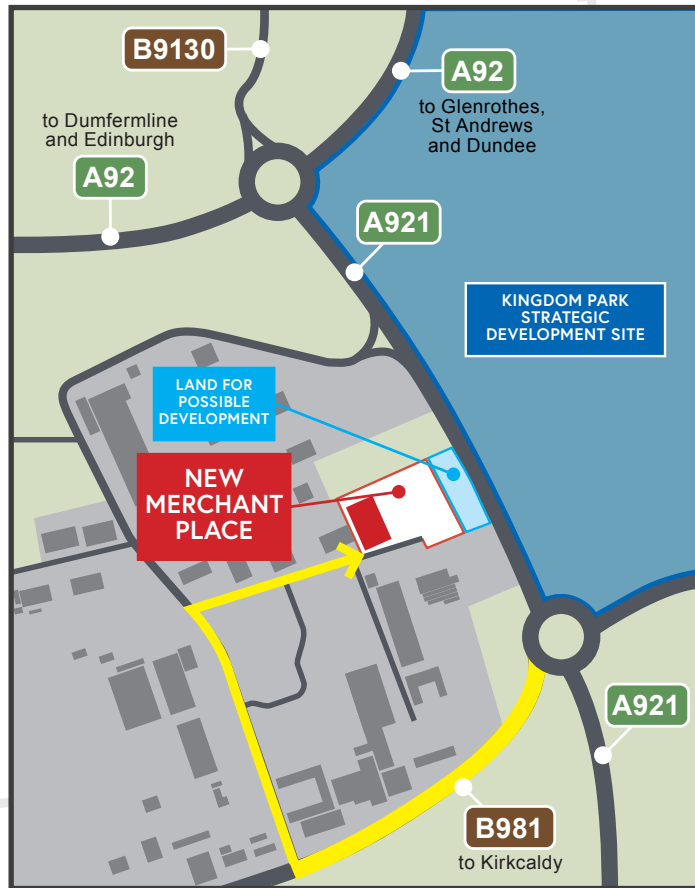 B9130
A92
to Glenrothes,
St Andrews
and Dundee
to Dumfermline
and Edinburgh
A92
A921
KINGDOM PARK
STRATEGIC
DEVELOPMENT SITE
LAND FOR
POSSIBLE
DEVELOPMENT
NEW
MERCHANT
PLACE
A921
B981
to Kirkcaldy